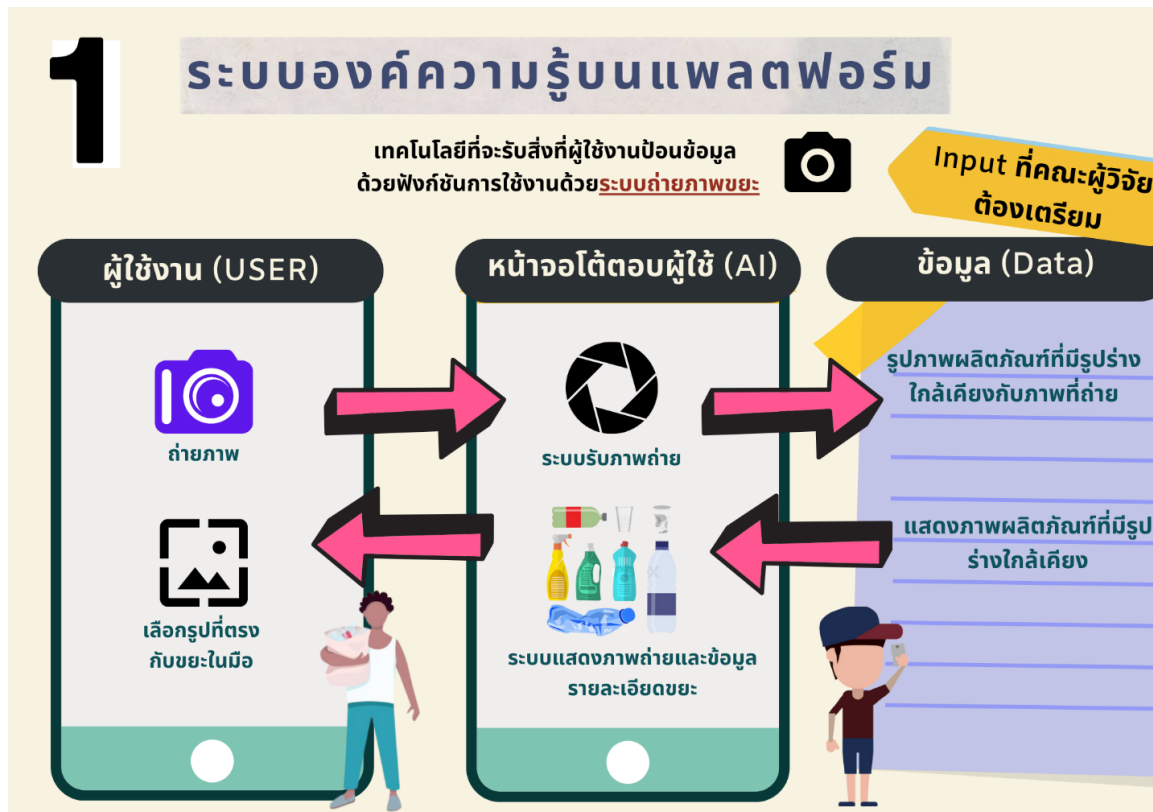 1
ระบบองค์ความรู้บนแพลตฟอร์ม
เทคโนโลยีที่จะรับสิ่งที่ผู้ใช้งานป้อนข้อมูล
ด้วยฟังก์ชันการใช้งานด้วยระบบถ่ายภาพขยะ
Input ที่คณะผู้วิจัย
ต้องเตรียม
ผู้ใช้งาน (USER)
ถ่ายภาพ
เลือกรูปที่ตรง
กับขยะในมือ
หน้าจอโต้ตอบผู้ใช้ (AI)
ระบบรับภาพถ่าย
ระบบแสดงภาพถ่ายและข้อมูล
รายละเอียดขยะ
ข้อมูล (Data)
รูปภาพผลิตภัณฑ์ที่มีรูปร่าง
ใกล้เคียงกับภาพที่ถ่าย
แสดงภาพผลิตภัณฑ์ที่มีรูป
ร่างใกล้เคียง